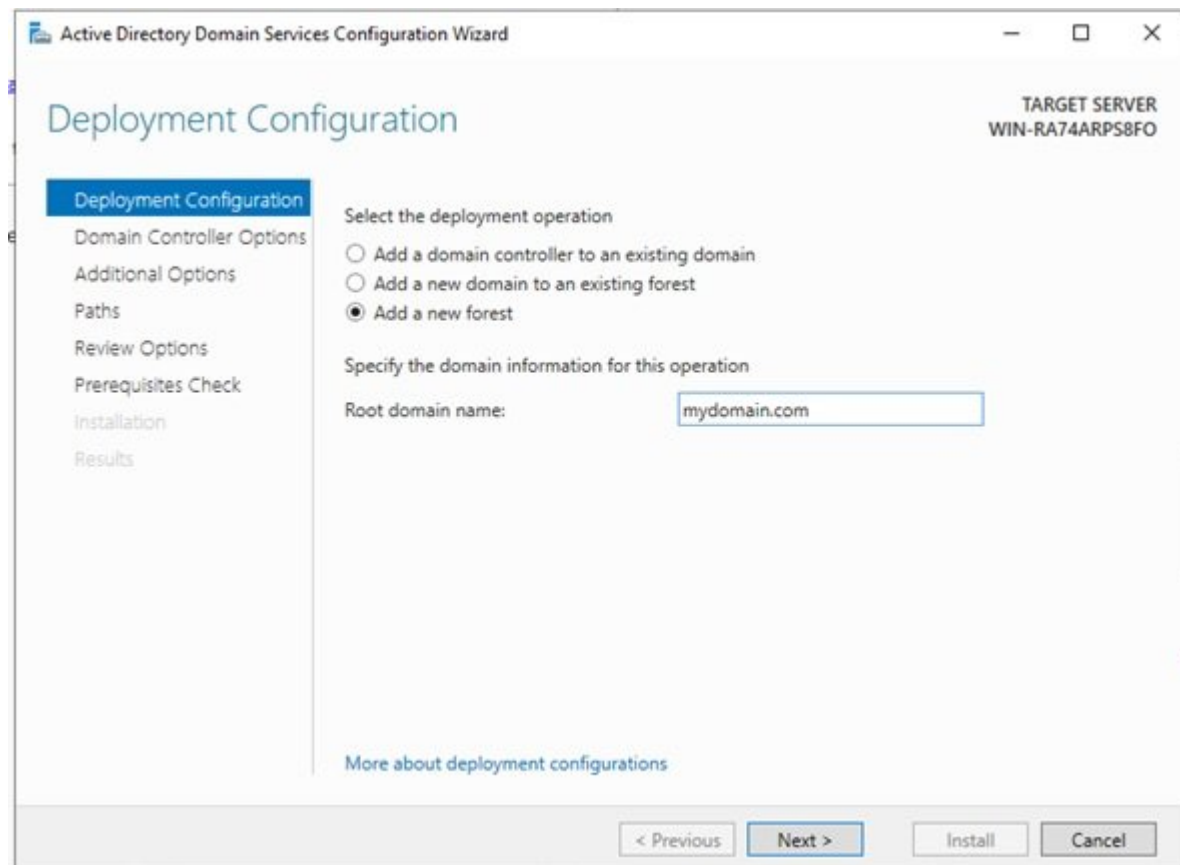 Active Directory Domain Services Configuration Wizard
Deployment Configuration
TARGET SERVER
WIN-RA74ARPS8FO
Deployment Configuration
Domain Controller Options
Additional Options
Paths
Review Options
Prerequisites Check
Installation
Results
Select the deployment operation
Add a domain controller to an existing domain
Add a new domain to an existing forest
Add a new forest
Specify the domain information for this operation
Root domain name: mydomain.com
More about deployment configurations
< Previous Next > Install Cancel